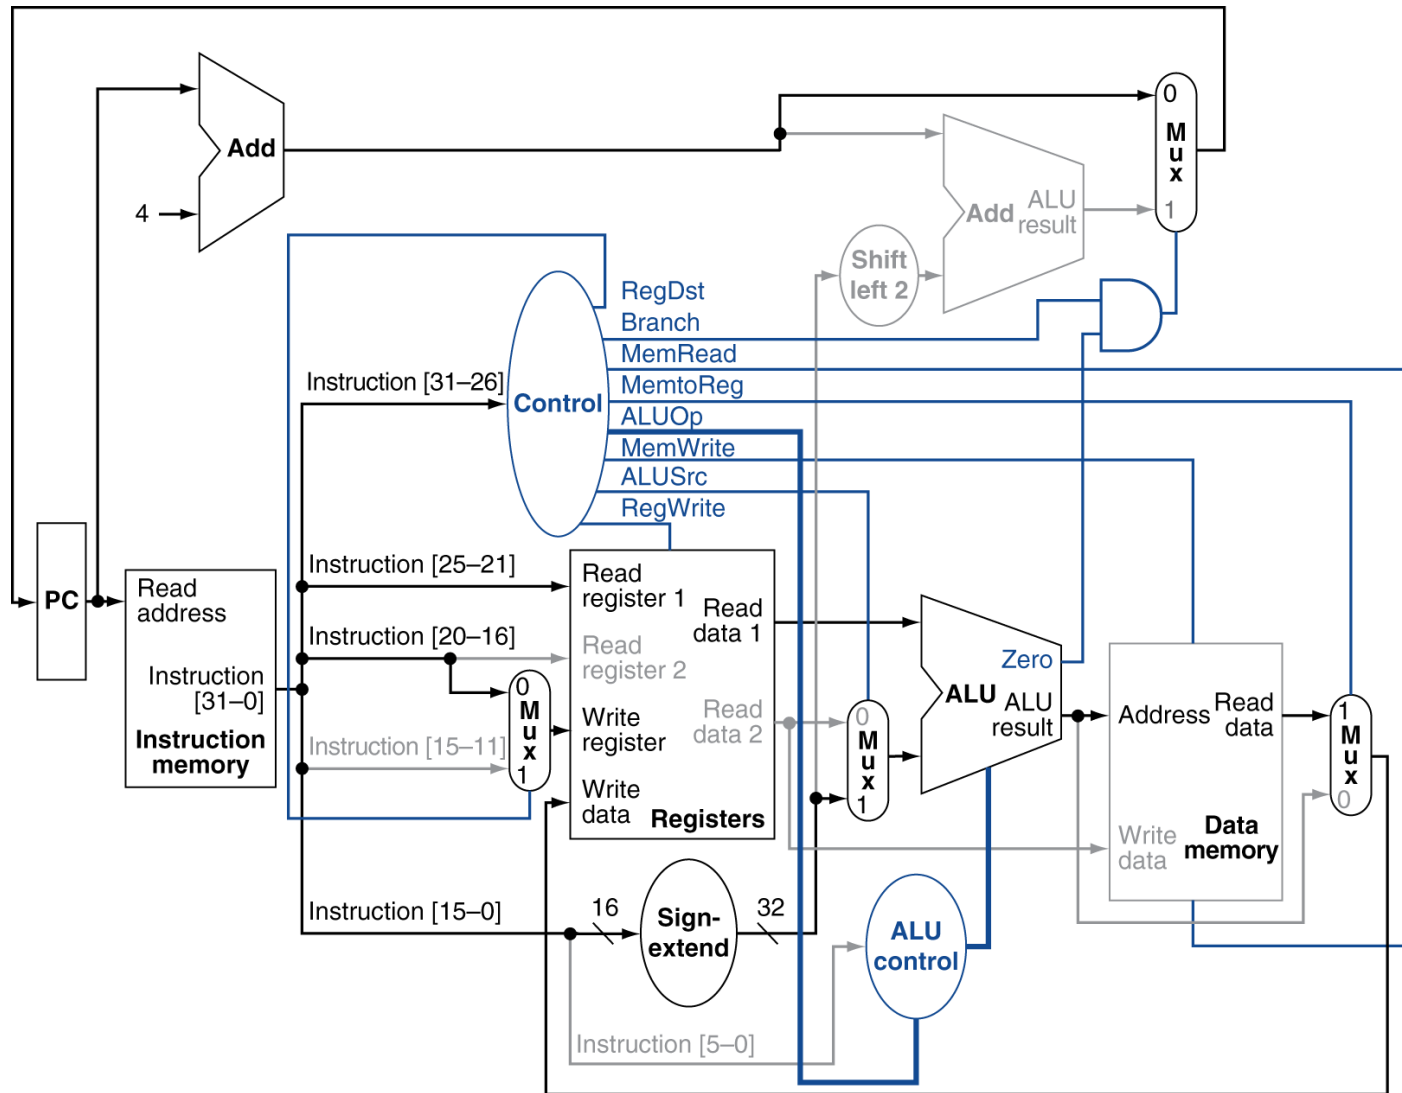 0
M
u
x
1
Add
4
Add
ALU
result
Shift
left 2
RegDst
Branch
MemRead
MemtoReg
ALUOp
MemWrite
ALUSrc
RegWrite
Control
Instruction [31–26]
Instruction [25–21]
Instruction [20–16]
Instruction [15–11]
Instruction [15–0]
Instruction [5–0]
PC
Read
address
Instruction
[31–0]
Instruction
memory
0
M
u
x
1
Read
register 1
Read
register 2
Write
register
Write
data
Read
data 1
Read
data 2
Registers
16
Sign-
extend
32
0
M
u
x
1
Zero
ALU
ALU
result
ALU
control
Address
Read
data
Write
data
Data
memory
1
M
u
x
0